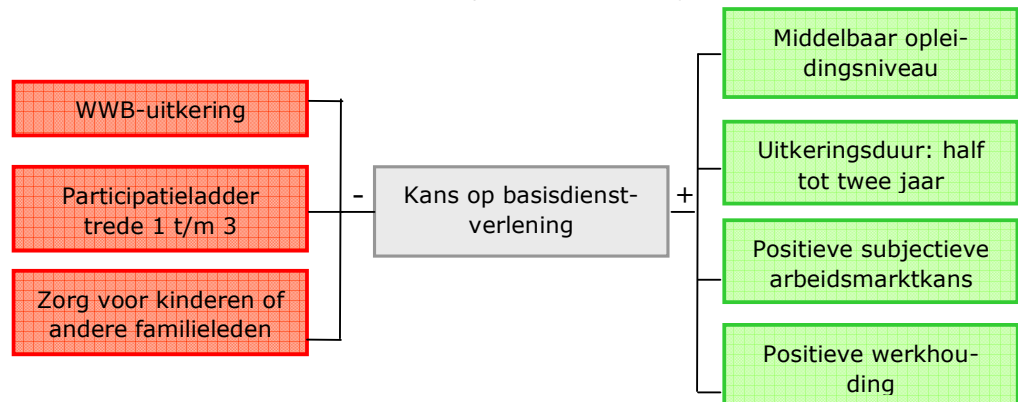 WWB-uitkering
Participatieladder
trede 1 t/m 3
Zorg voor kinderen of
andere familieleden
-
Kans op basisdienst-
verlening
+
Middelbaar oplei-
dingsniveau
Uitkeringsduur: half
tot twee jaar
Positieve subjectieve
arbeidsmarktkans
Positieve werkhou-
ding